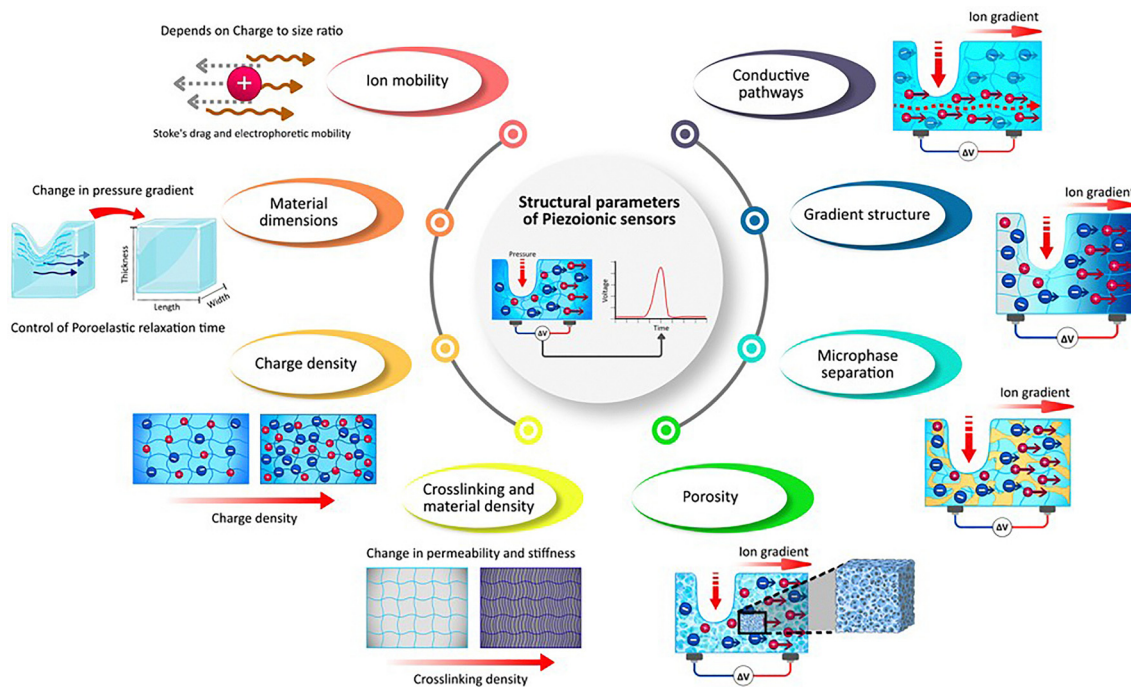 Depends on Charge to size ratio
+
Stoke's drag and electrophoretic mobility
Ion mobility
Change in pressure gradient
Thickness
Length
Width
Control of Poroelastic relaxation time
Material
dimensions
Charge density
Charge density
Crosslinking and
material density
Change in permeability and stiffness
Crosslinking density
Structural parameters
of Piezoionic sensors
Pressure
ΔV
Voltage
Time
Conductive
pathways
Ion gradient
ΔV
Gradient structure
Ion gradient
ΔV
Microphase
separation
Ion gradient
ΔV
Porosity
Ion gradient
ΔV